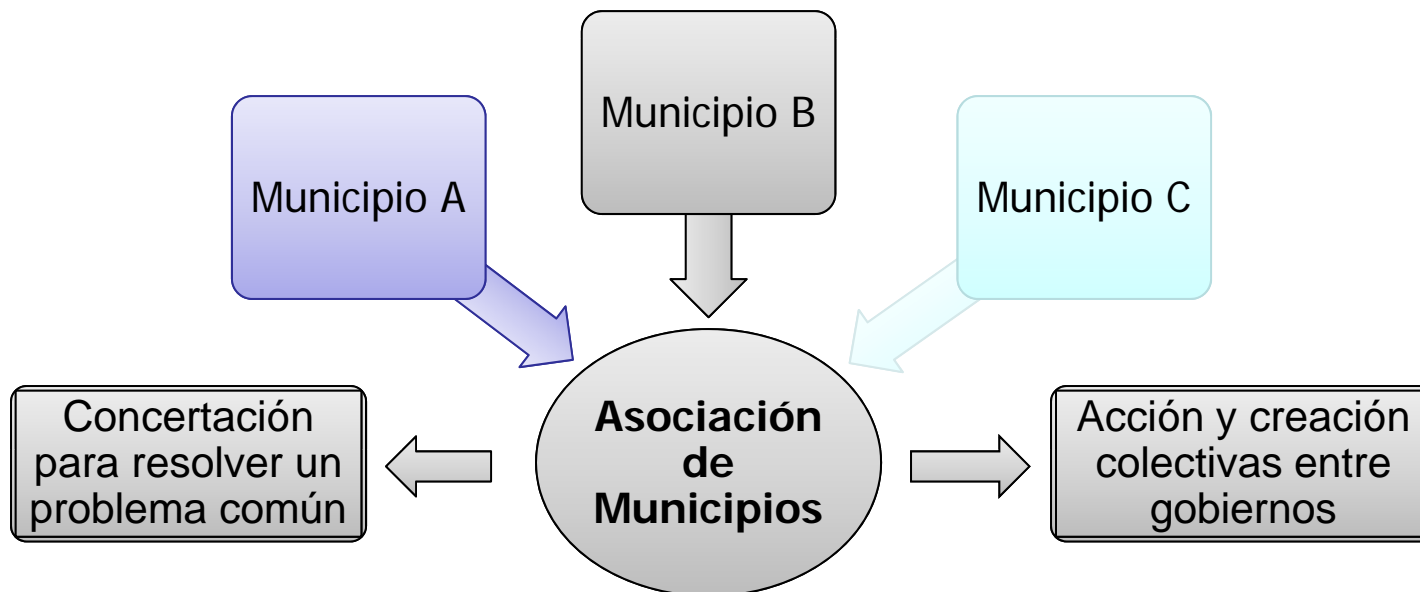 Municipio B
Municipio A
Municipio C
Concertación
para resolver un
problema común
Asociación
de
Municipios
Acción y creación
colectivas entre
gobiernos